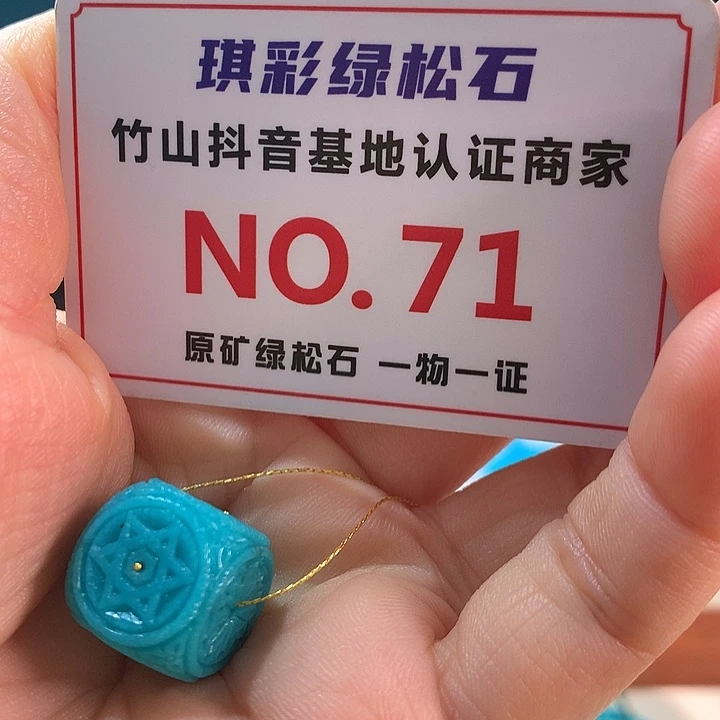 琪彩绿松石
竹山抖音基地认证商家
NO.71
原矿绿松石 一物一证